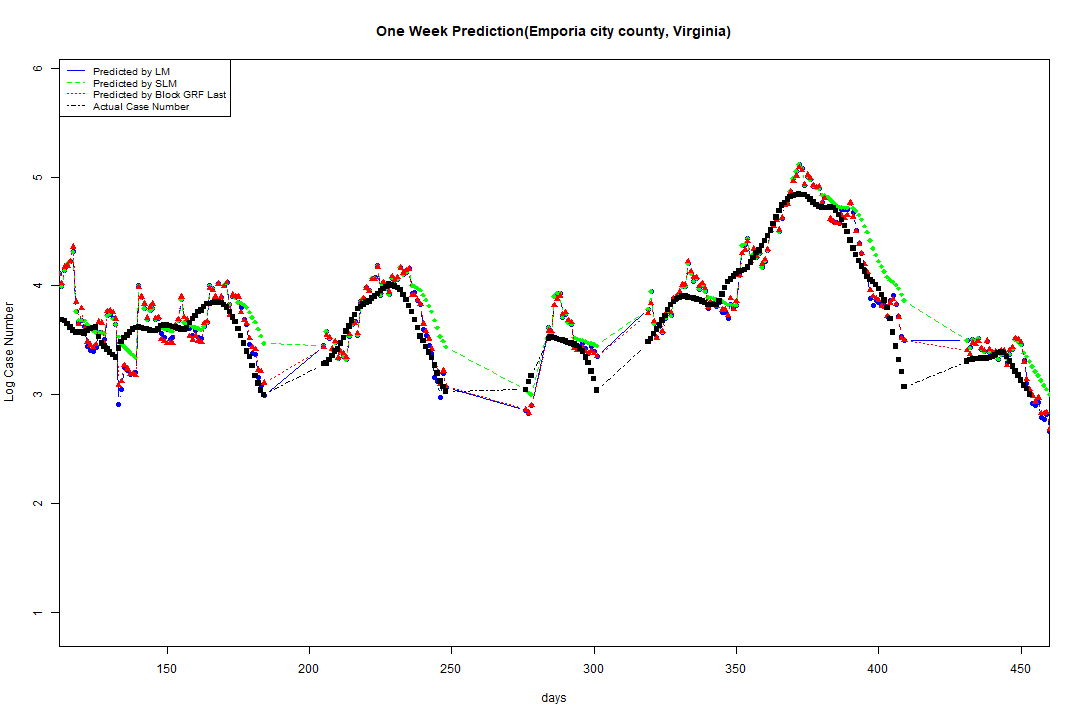 One Week Prediction(Emporia city county, Virginia)
6
Predicted by LM
Predicted by SLM
Predicted by Block GRF Last
Actual Case Number
5
4
3
2
1
Log Case Number
150 200 250 300 350 400 450
days